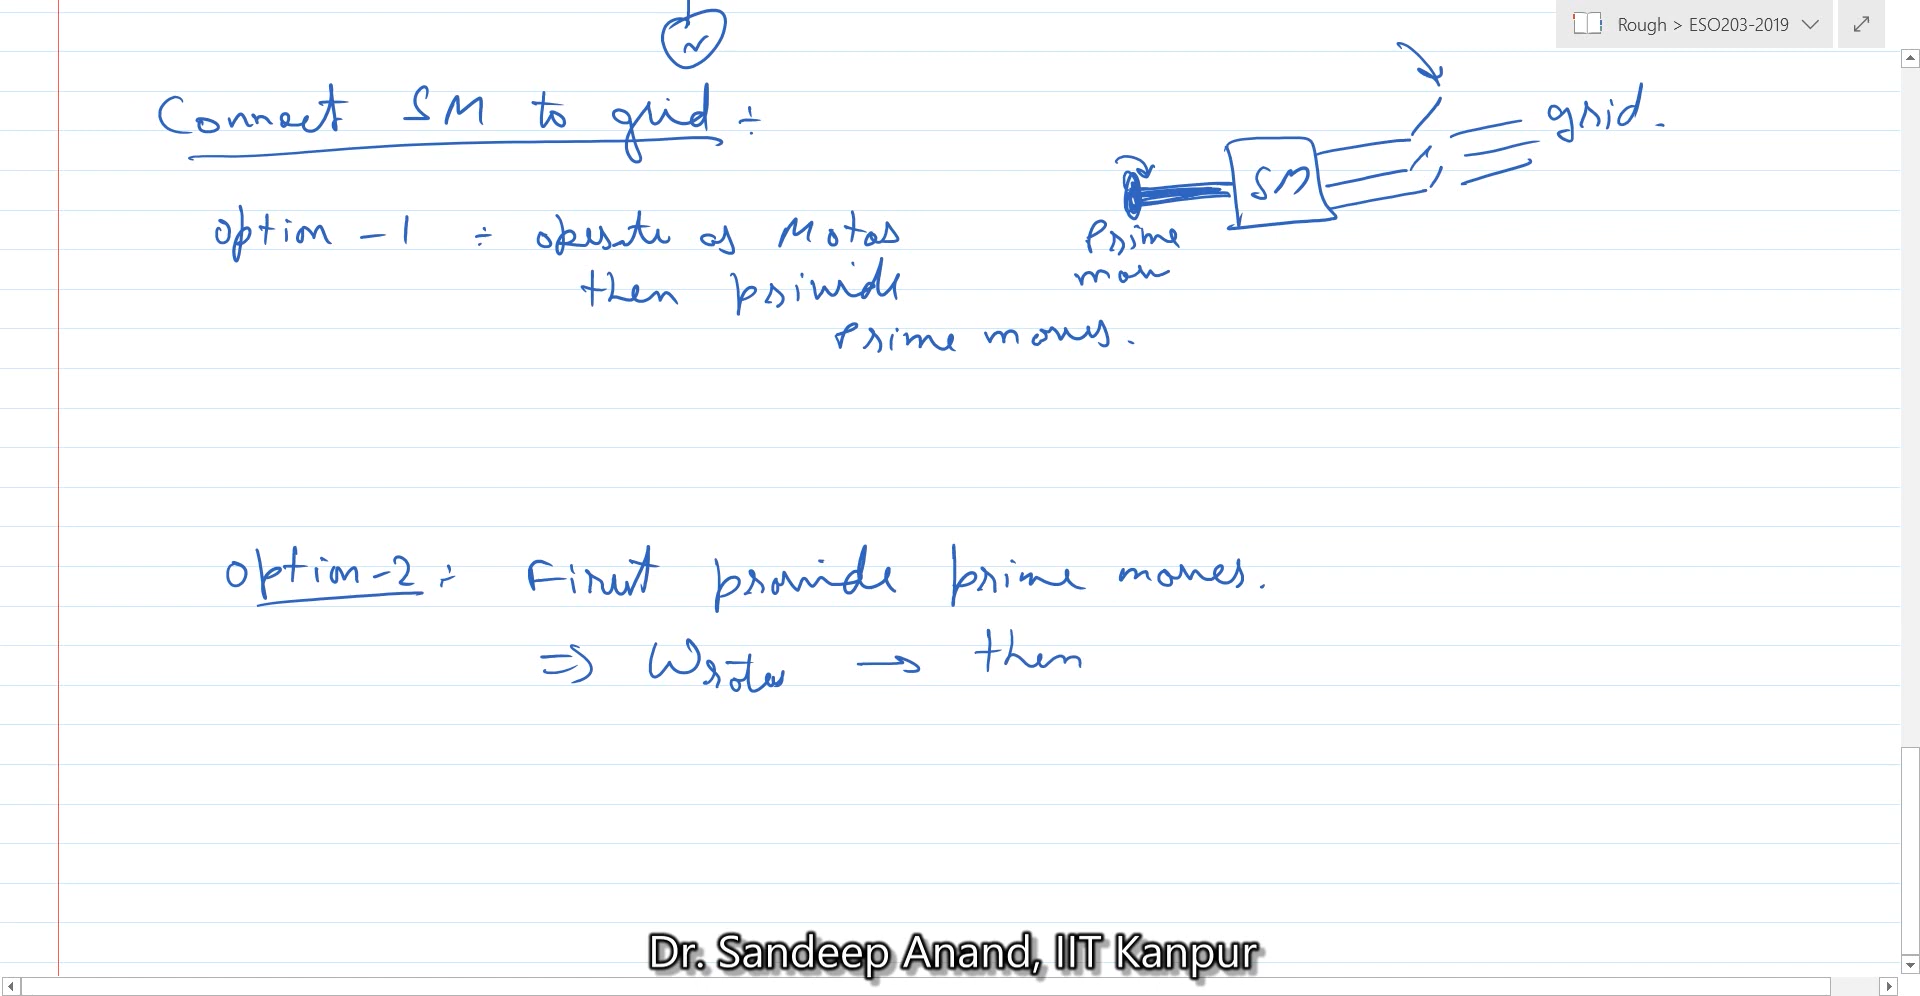 Rough > ESO203-2019
N
Connect SM to grid ÷
grid.
SM
Prime
mover
option -1 ÷ operate as Motor
then provide
Prime mover.
option-2 ÷ First provide prime mover.
⇒ Wrotor → then
Dr. Sandeep Anand, IIT Kanpur